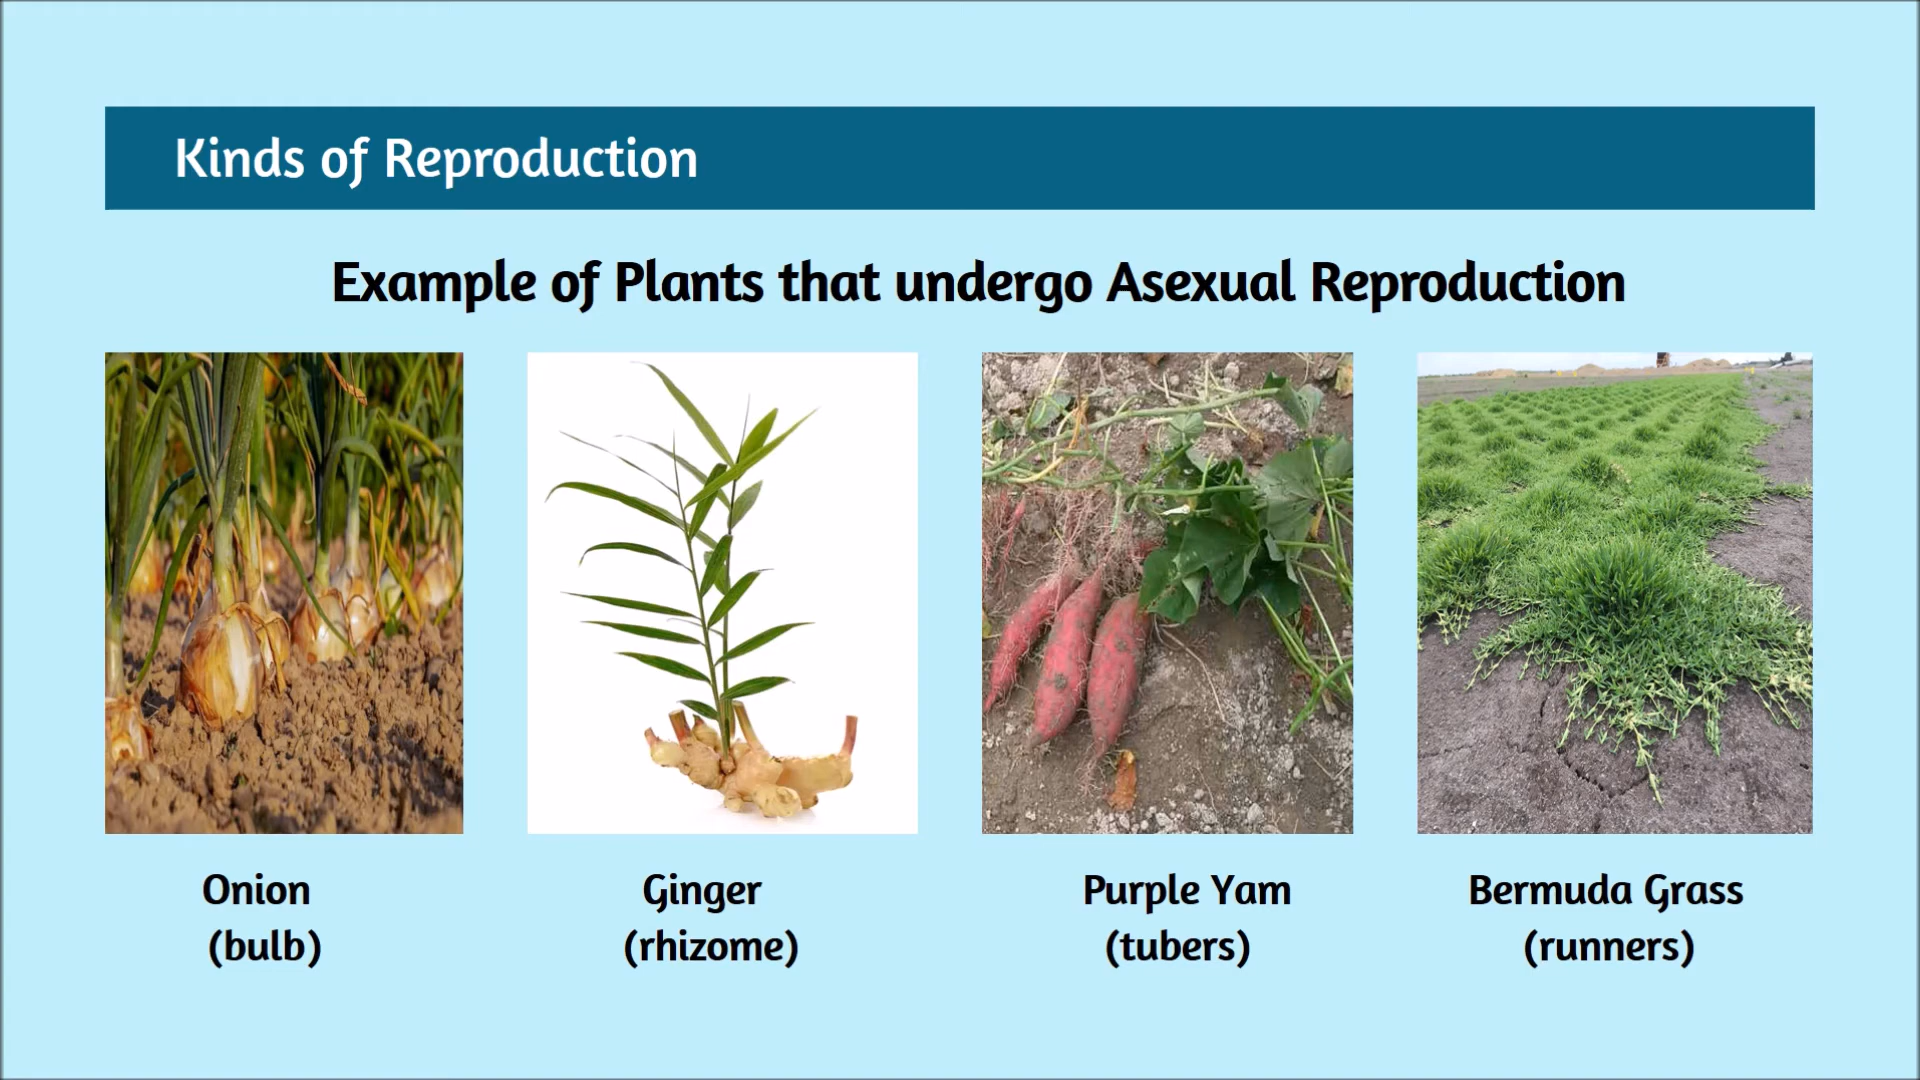 Kinds of Reproduction
Example of Plants that undergo Asexual Reproduction
Onion
(bulb)
Ginger
(rhizome)
Purple Yam
(tubers)
Bermuda Grass
(runners)